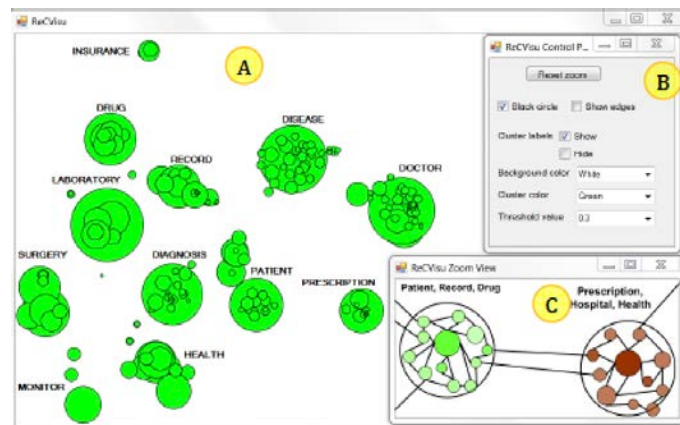 ReCVisu
A
INSURANCE
DRUG
DISEASE
RECORD
DOCTOR
LABORATORY
SURGERY
DIAGNOSIS
PATIENT
PRESCRIPTION
HEALTH
MONITOR
ReCVisu Control P...
B
Reset zoom
Black circle Show edges
Cluster labels Show
Hide
Background color White
Cluster color Green
Threshold value 0.3
ReCVisu Zoom View
Patient, Record, Drug
C
Prescription,
Hospital, Health